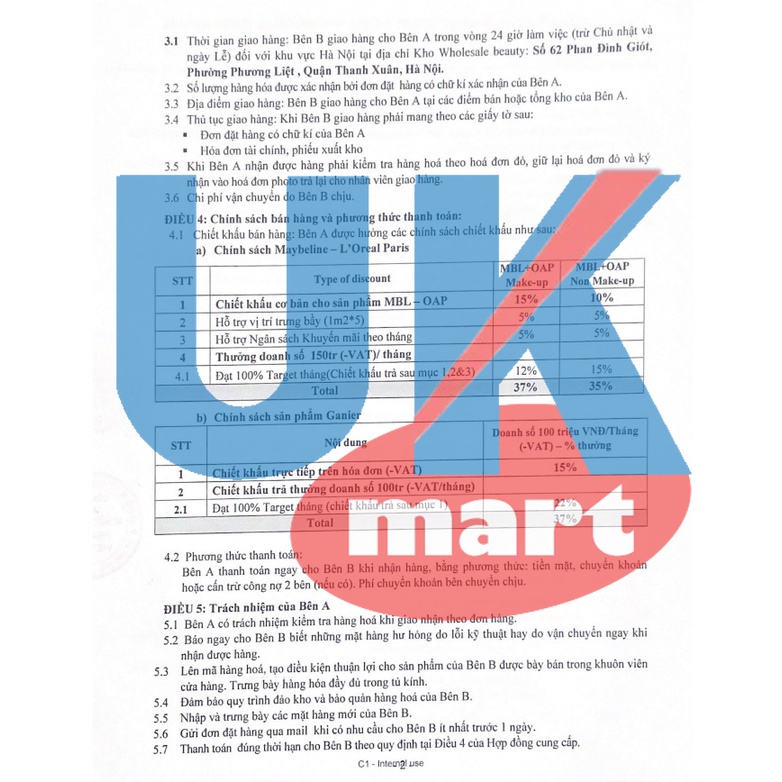 3.1 Thời gian giao hàng: Bên B giao hàng cho Bên A trong vòng 24 giờ làm việc (trừ Chủ nhật và
ngày Lễ) đối với khu vực Hà Nội tại địa chỉ Kho Wholesale beauty: Số 62 Phan Đình Giót,
Phường Phương Liệt , Quận Thanh Xuân, Hà Nội.
3.2 Số lượng hàng hóa được xác nhận bởi đơn đặt hàng có chữ kí xác nhận của Bên A.
3.3 Địa điểm giao hàng: Bên B giao hàng cho Bên A tại các điểm bán hoặc tổng kho của Bên A.
3.4 Thủ tục giao hàng: Khi Bên B giao hàng phải mang theo các giấy tờ sau:
▪ Đơn đặt hàng có chữ kí của Bên A
▪ Hóa đơn tài chính, phiếu xuất kho
3.5 Khi Bên A nhận được hàng phải kiểm tra hàng hoá theo hoá đơn đỏ, giữ lại hoá đơn đỏ và ký
nhận vào hoá đơn photo trả lại cho nhân viên giao hàng.
3.6 Chi phí vận chuyển do Bên B chịu.
ĐIỀU 4: Chính sách bán hàng và phương thức thanh toán:
4.1 Chiết khấu bán hàng: Bên A được hưởng các chính sách chiết khấu như sau:
a) Chính sách Maybeline – L'Oreal Paris
STT Type of discount MBL+OAP Make-up MBL+OAP Non Make-up
1 Chiết khấu cơ bản cho sản phẩm MBL – OAP 15% 10%
2 Hỗ trợ vị trí trưng bầy (1m2*5) 5% 5%
3 Hỗ trợ Ngân sách Khuyến mãi theo tháng 5% 5%
4 Thưởng doanh số 150tr (-VAT)/ tháng
4.1 Đạt 100% Target tháng(Chiết khấu trả sau mục 1,2&3) 12% 15%
Total 37% 35%
b) Chính sách sản phẩm Ganier
STT Nội dung Doanh số 100 triệu VNĐ/Tháng (-VAT) – % thưởng
1 Chiết khấu trực tiếp trên hóa đơn (-VAT) 15%
2 Chiết khấu trả thưởng doanh số 100tr (-VAT/tháng)
2.1 Đạt 100% Target tháng (chiết khấu trả sau mục 1) 22%
Total 37%
UK
mart
4.2 Phương thức thanh toán:
Bên A thanh toán ngay cho Bên B khi nhận hàng, bằng phương thức: tiền mặt, chuyển khoản
hoặc cấn trừ công nợ 2 bên (nếu có). Phí chuyển khoản bên chuyển chịu.
ĐIỀU 5: Trách nhiệm của Bên A
5.1 Bên A có trách nhiệm kiểm tra hàng hoá khi giao nhận theo đơn hàng.
5.2 Báo ngay cho Bên B biết những mặt hàng hư hỏng do lỗi kỹ thuật hay do vận chuyển ngay khi
nhận được hàng.
5.3 Lên mã hàng hoá, tạo điều kiện thuận lợi cho sản phẩm của Bên B được bày bán trong khuôn viên
cửa hàng. Trưng bày hàng hóa đầy đủ trong tủ kính.
5.4 Đảm bảo quy trình đảo kho và bảo quản hàng hoá của Bên B.
5.5 Nhập và trưng bày các mặt hàng mới của Bên B.
5.6 Gửi đơn đặt hàng qua mail khi có nhu cầu cho Bên B ít nhất trước 1 ngày.
5.7 Thanh toán đúng thời hạn cho Bên B theo quy định tại Điều 4 của Hợp đồng cung cấp.
C1 - Internal use
2